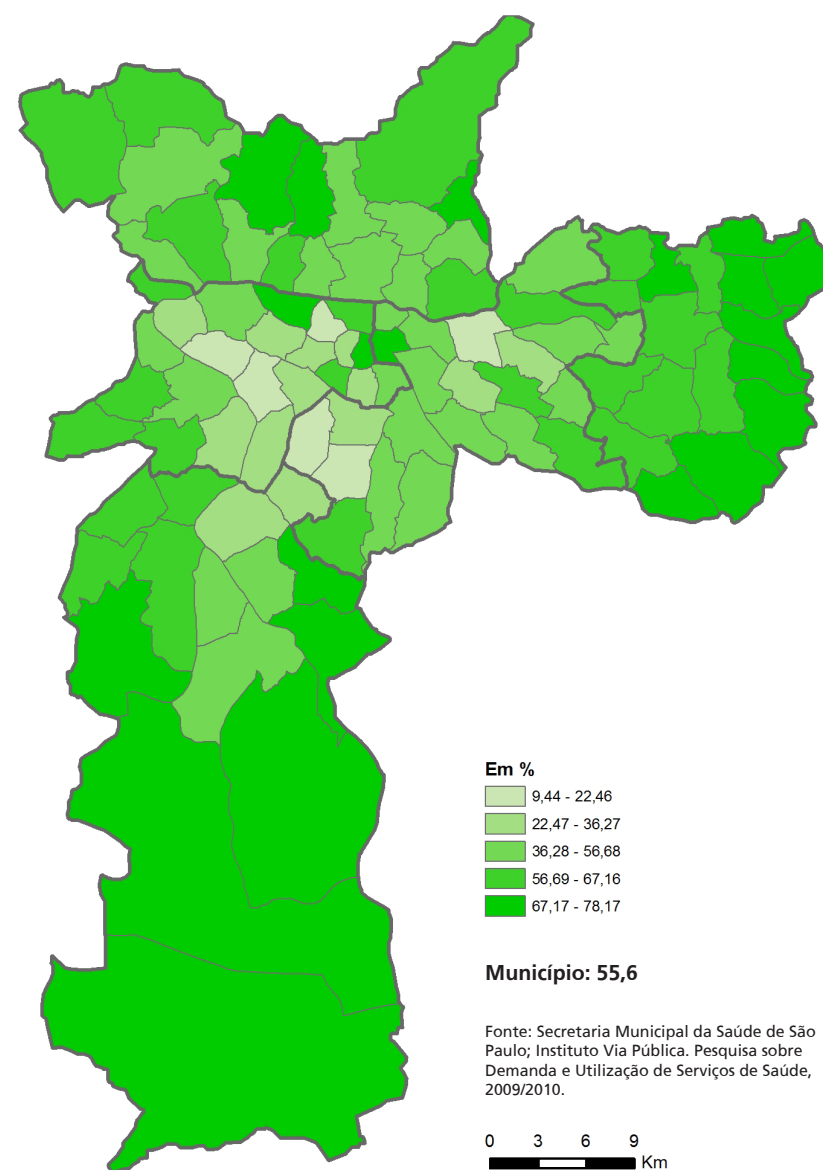 Em %
9,44 - 22,46
22,47 - 36,27
36,28 - 56,68
56,69 - 67,16
67,17 - 78,17
Município: 55,6
Fonte: Secretaria Municipal da Saúde de São
Paulo; Instituto Via Pública. Pesquisa sobre
Demanda e Utilização de Serviços de Saúde,
2009/2010.
0 3 6 9
Km